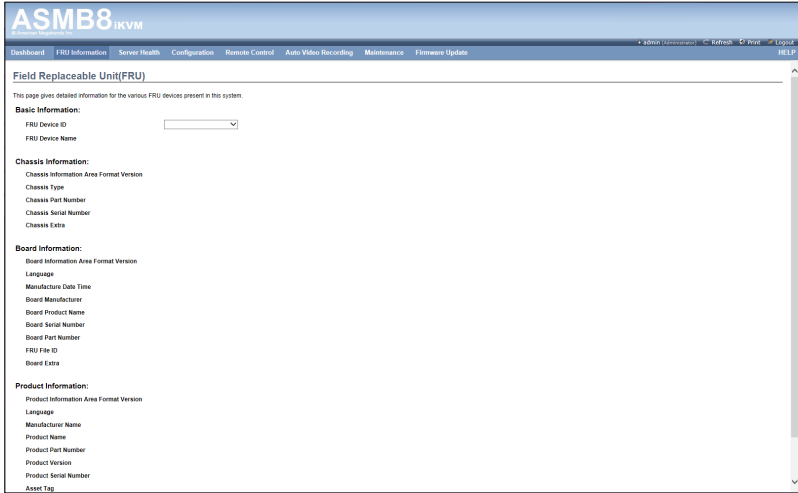 ASMB8 iKVM
© American Megatrends Inc.
• admin (Administrator) Refresh Print Logout
Dashboard FRU Information Server Health Configuration Remote Control Auto Video Recording Maintenance Firmware Update HELP
Field Replaceable Unit(FRU)
This page gives detailed information for the various FRU devices present in this system.
Basic Information:
FRU Device ID
FRU Device Name
Chassis Information:
Chassis Information Area Format Version
Chassis Type
Chassis Part Number
Chassis Serial Number
Chassis Extra
Board Information:
Board Information Area Format Version
Language
Manufacture Date Time
Board Manufacturer
Board Product Name
Board Serial Number
Board Part Number
FRU File ID
Board Extra
Product Information:
Product Information Area Format Version
Language
Manufacturer Name
Product Name
Product Part Number
Product Version
Product Serial Number
Asset Tag